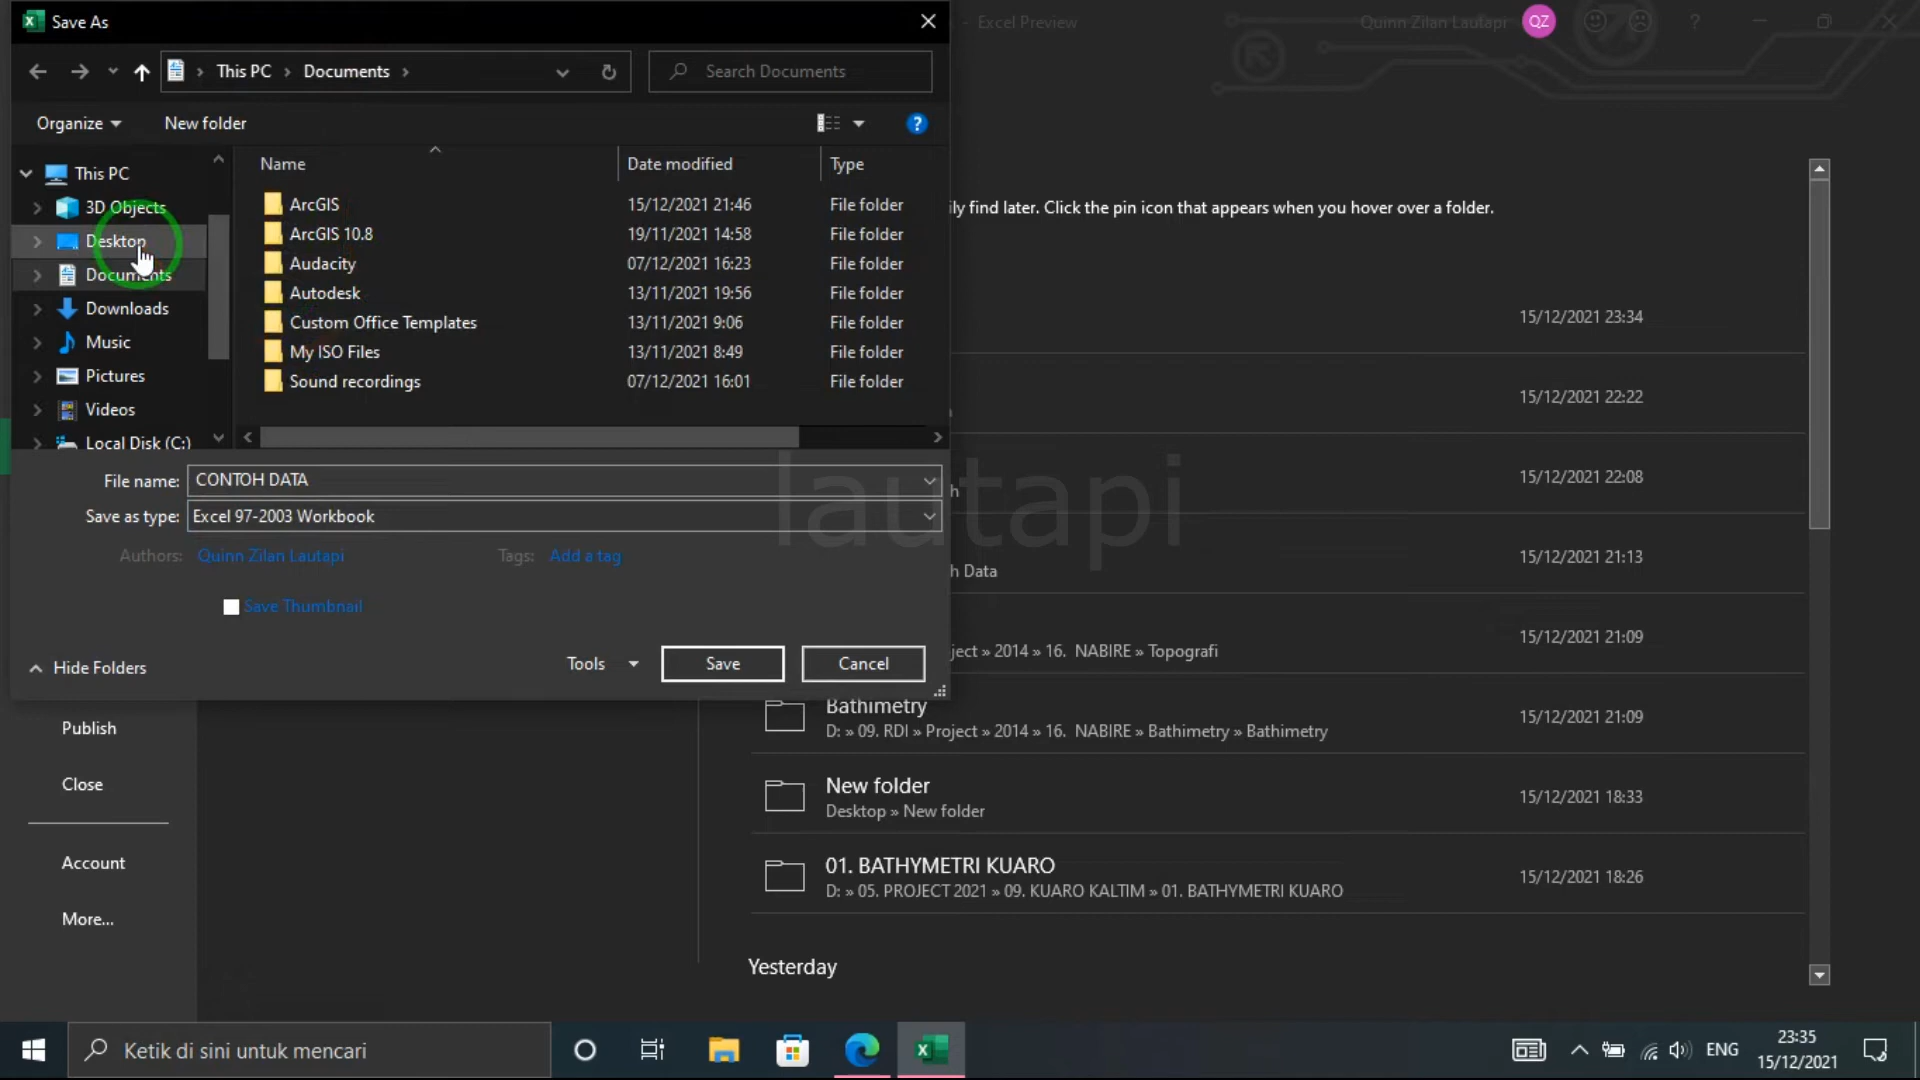 Save As
- Excel Preview
Quinn Zilan Lautapi QZ ?
This PC > Documents >
Search Documents
Organize
New folder
?
This PC
3D Objects
Desktop
Documents
Downloads
Music
Pictures
Videos
Local Disk (C:)
Name Date modified Type
ArcGIS 15/12/2021 21:46 File folder
ArcGIS 10.8 19/11/2021 14:58 File folder
Audacity 07/12/2021 16:23 File folder
Autodesk 13/11/2021 19:56 File folder
Custom Office Templates 13/11/2021 9:06 File folder
My ISO Files 13/11/2021 8:49 File folder
Sound recordings 07/12/2021 16:01 File folder
File name: CONTOH DATA
Save as type: Excel 97-2003 Workbook
Authors: Quinn Zilan Lautapi Tags: Add a tag
Save Thumbnail
Hide Folders
Tools Save Cancel
ily find later. Click the pin icon that appears when you hover over a folder.
15/12/2021 23:34
15/12/2021 22:22
h
15/12/2021 22:08
lautapi
15/12/2021 21:13
h Data
15/12/2021 21:09
ject » 2014 » 16. NABIRE » Topografi
Bathimetry
D: » 09. RDI » Project » 2014 » 16. NABIRE » Bathimetry » Bathimetry
15/12/2021 21:09
New folder
Desktop » New folder
15/12/2021 18:33
01. BATHYMETRI KUARO
D: » 05. PROJECT 2021 » 09. KUARO KALTIM » 01. BATHYMETRI KUARO
15/12/2021 18:26
Yesterday
Publish
Close
Account
More...
Ketik di sini untuk mencari
ENG
23:35
15/12/2021